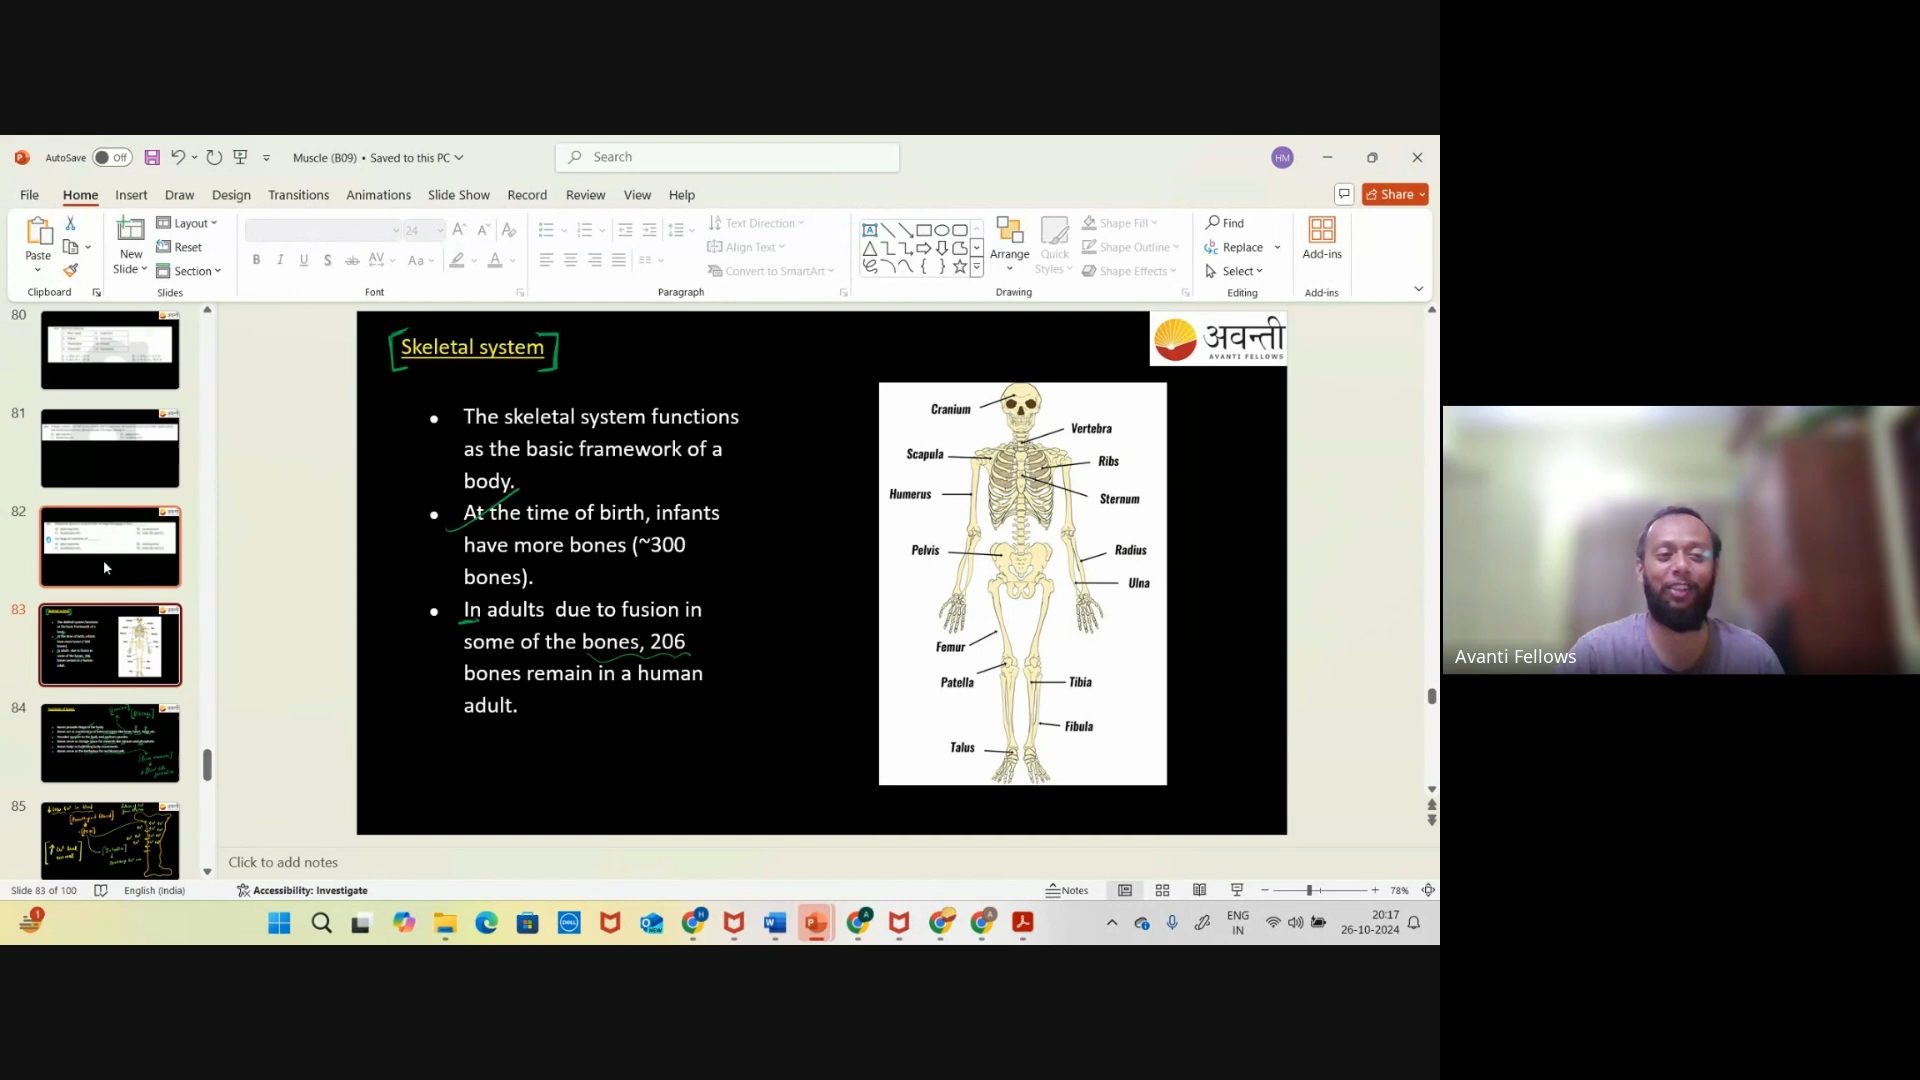 AutoSave Off Muscle (B09) • Saved to this PC Search HM
File Home Insert Draw Design Transitions Animations Slide Show Record Review View Help Share
Paste
New Slide
Layout
Reset
Section
24
Text Direction
Align Text
Convert to SmartArt
Arrange
Quick Styles
Shape Fill
Shape Outline
Shape Effects
Find
Replace
Select
Add-ins
Clipboard Slides Font Paragraph Drawing Editing Add-ins
80
81
82
83
84
85
Skeletal system
अवन्ती
AVANTI FELLOWS
The skeletal system functions
as the basic framework of a
body.
At the time of birth, infants
have more bones (~300
bones).
In adults due to fusion in
some of the bones, 206
bones remain in a human
adult.
Cranium
Vertebra
Scapula
Ribs
Humerus
Sternum
Pelvis
Radius
Ulna
Femur
Patella
Tibia
Fibula
Talus
Avanti Fellows
Click to add notes
Slide 83 of 100 English (India) Accessibility: Investigate Notes 78%
1
ENG
IN
20:17
26-10-2024